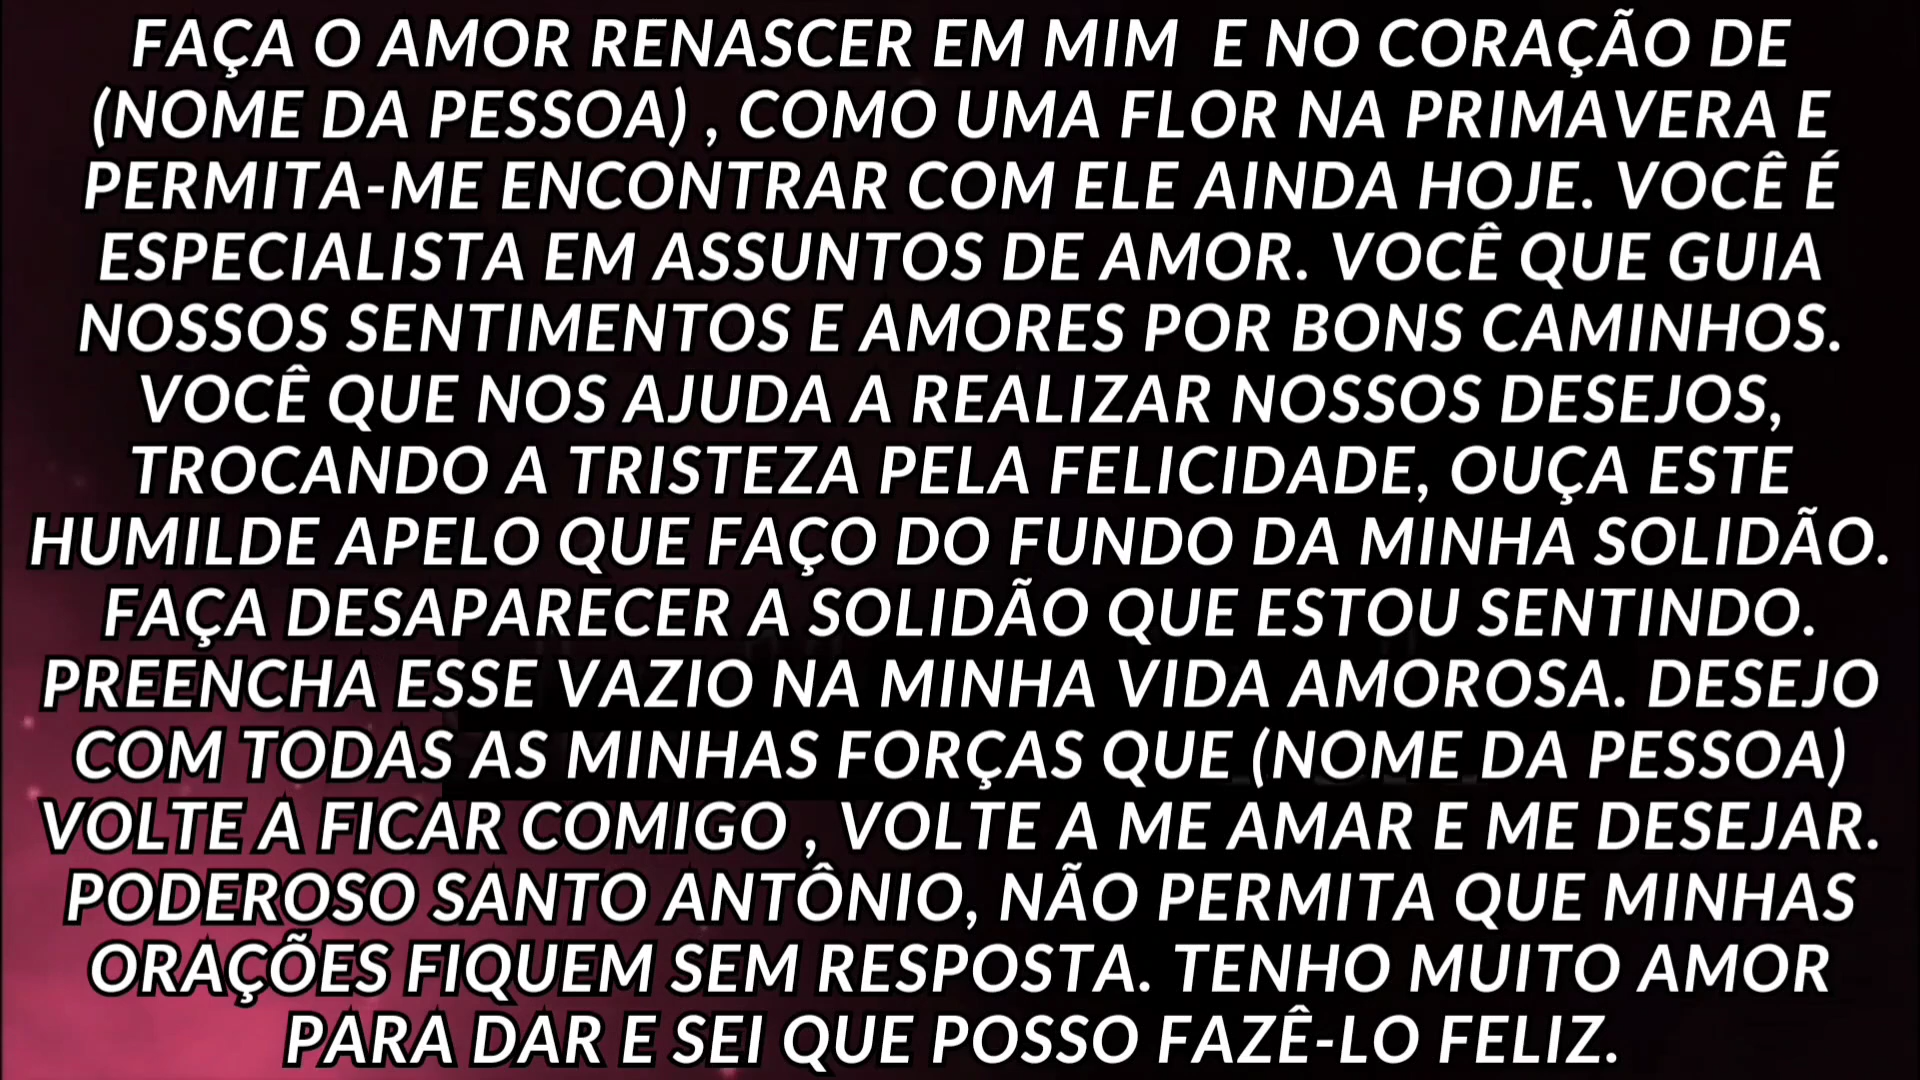 FAÇA O AMOR RENASCER EM MIM E NO CORAÇÃO DE
(NOME DA PESSOA) , COMO UMA FLOR NA PRIMAVERA E
PERMITA-ME ENCONTRAR COM ELE AINDA HOJE. VOCÊ É
ESPECIALISTA EM ASSUNTOS DE AMOR. VOCÊ QUE GUIA
NOSSOS SENTIMENTOS E AMORES POR BONS CAMINHOS.
VOCÊ QUE NOS AJUDA A REALIZAR NOSSOS DESEJOS,
TROCANDO A TRISTEZA PELA FELICIDADE, OUÇA ESTE
HUMILDE APELO QUE FAÇO DO FUNDO DA MINHA SOLIDÃO.
FAÇA DESAPARECER A SOLIDÃO QUE ESTOU SENTINDO.
PREENCHA ESSE VAZIO NA MINHA VIDA AMOROSA. DESEJO
COM TODAS AS MINHAS FORÇAS QUE (NOME DA PESSOA)
VOLTE A FICAR COMIGO , VOLTE A ME AMAR E ME DESEJAR.
PODEROSO SANTO ANTÔNIO, NÃO PERMITA QUE MINHAS
ORAÇÕES FIQUEM SEM RESPOSTA. TENHO MUITO AMOR
PARA DAR E SEI QUE POSSO FAZÊ-LO FELIZ.